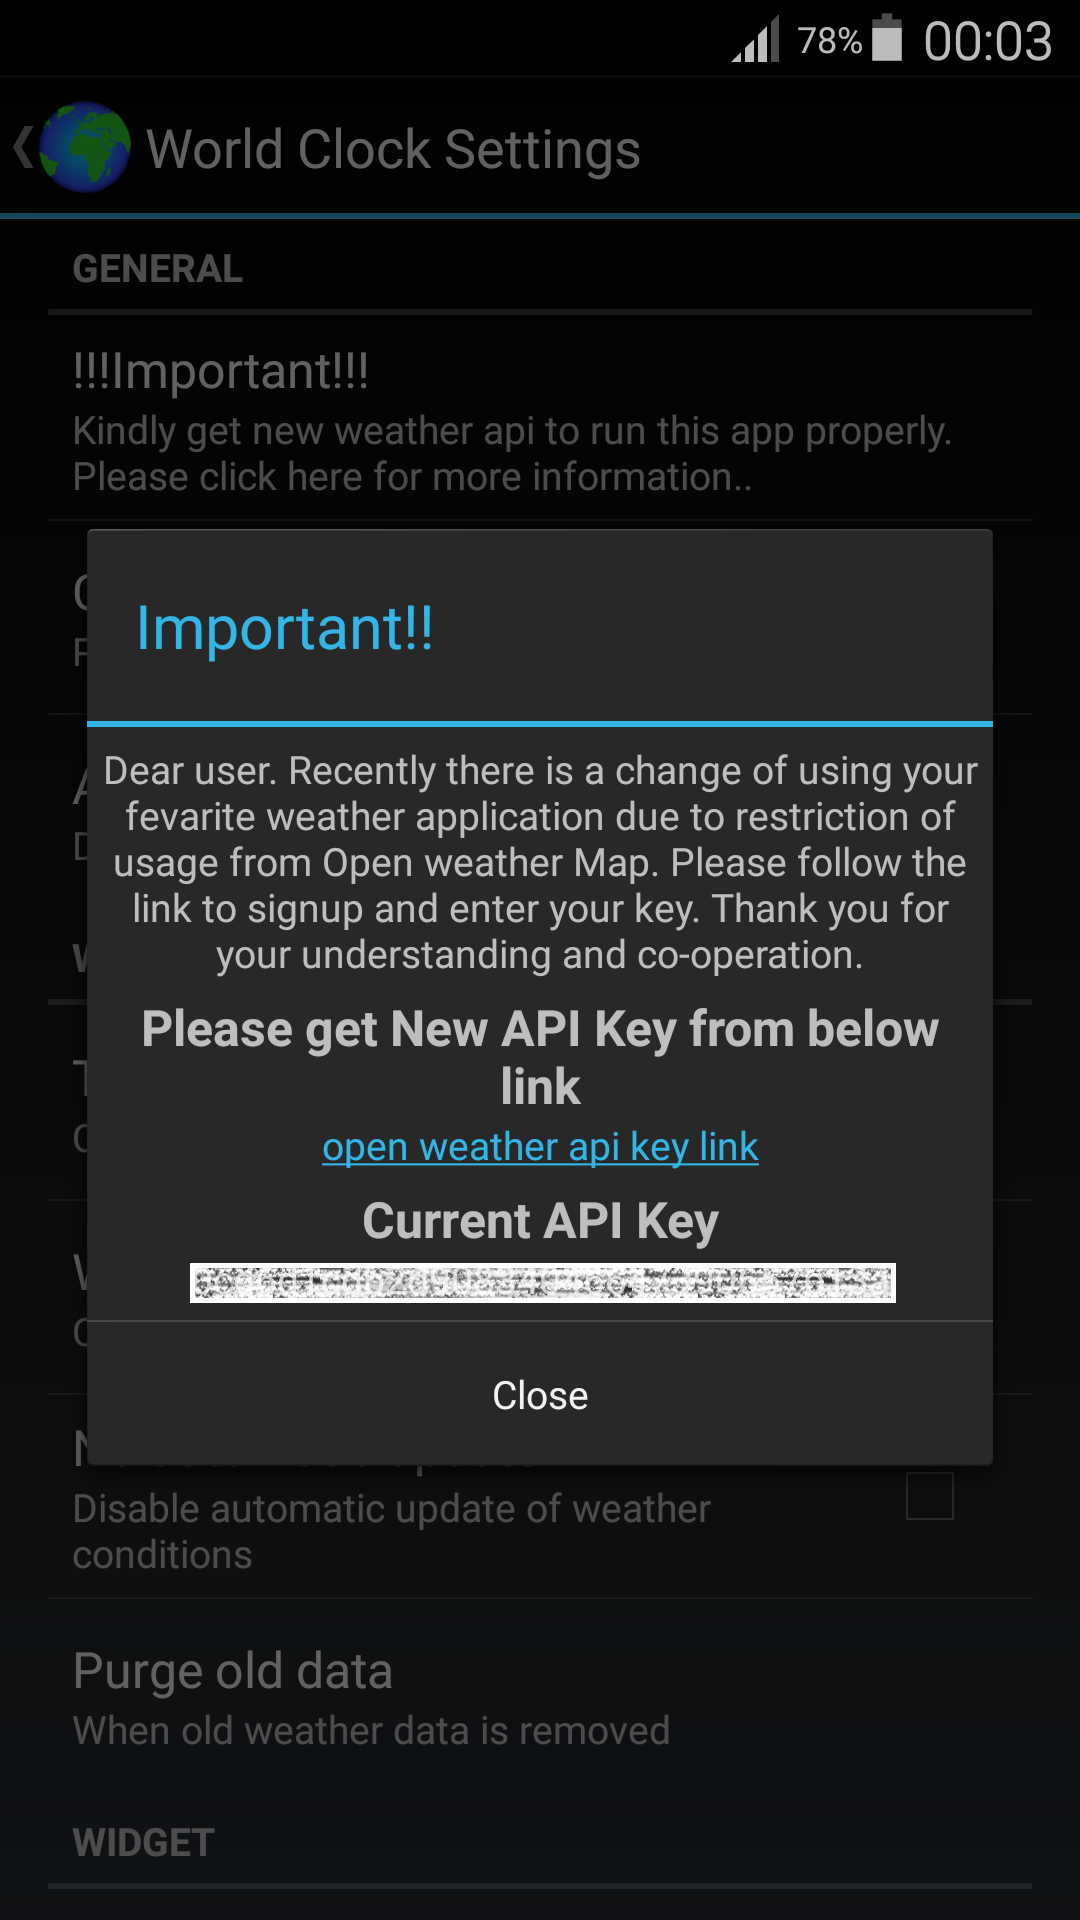 78% 00:03
World Clock Settings
GENERAL
!!!Important!!!
Kindly get new weather api to run this app properly.
Please click here for more information..
Important!!
Dear user. Recently there is a change of using your
fevarite weather application due to restriction of
usage from Open weather Map. Please follow the
link to signup and enter your key. Thank you for
your understanding and co-operation.
Please get New API Key from below
link
open weather api key link
Current API Key
Close
Disable automatic update of weather
conditions
Purge old data
When old weather data is removed
WIDGET